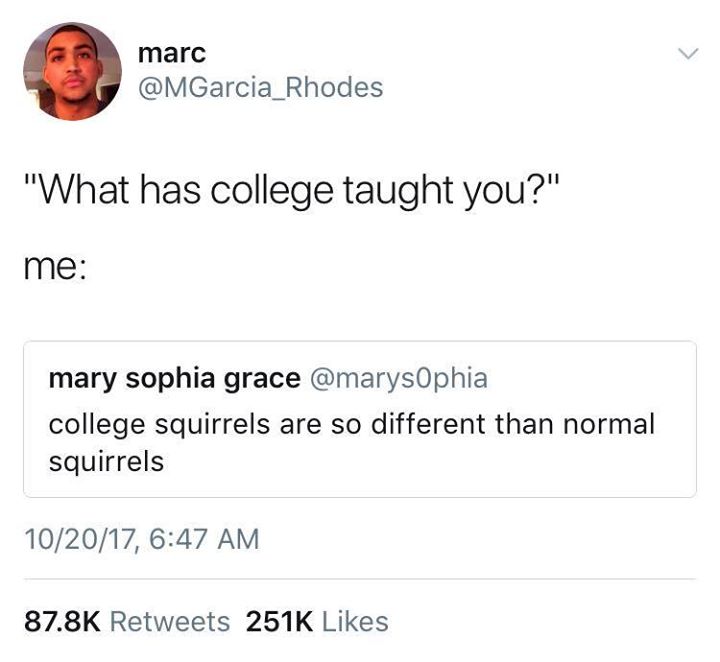 marc
@MGarcia_Rhodes
"What has college taught you?"
me:
mary sophia grace @marys0phia
college squirrels are so different than normal
squirrels
10/20/17, 6:47 AM
87.8K Retweets 251K Likes